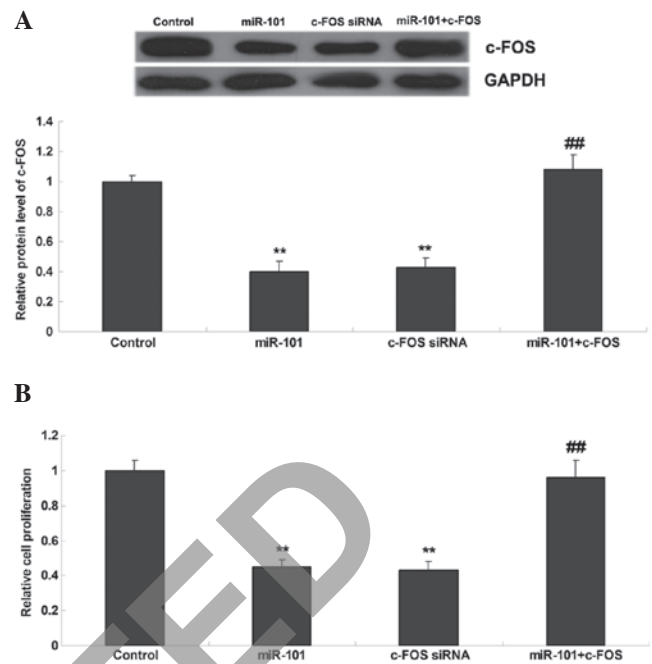 A
Control miR-101 c-FOS siRNA miR-101+c-FOS
c-FOS
GAPDH
Relative protein level of c-FOS
1.4
1.2
1
0.8
0.6
0.4
0.2
0
**
**
##
Control miR-101 c-FOS siRNA miR-101+c-FOS
B
Relative cell proliferation
1.2
1
0.8
0.6
0.4
0.2
0
**
**
##
Control miR-101 c-FOS siRNA miR-101+c-FOS
TED